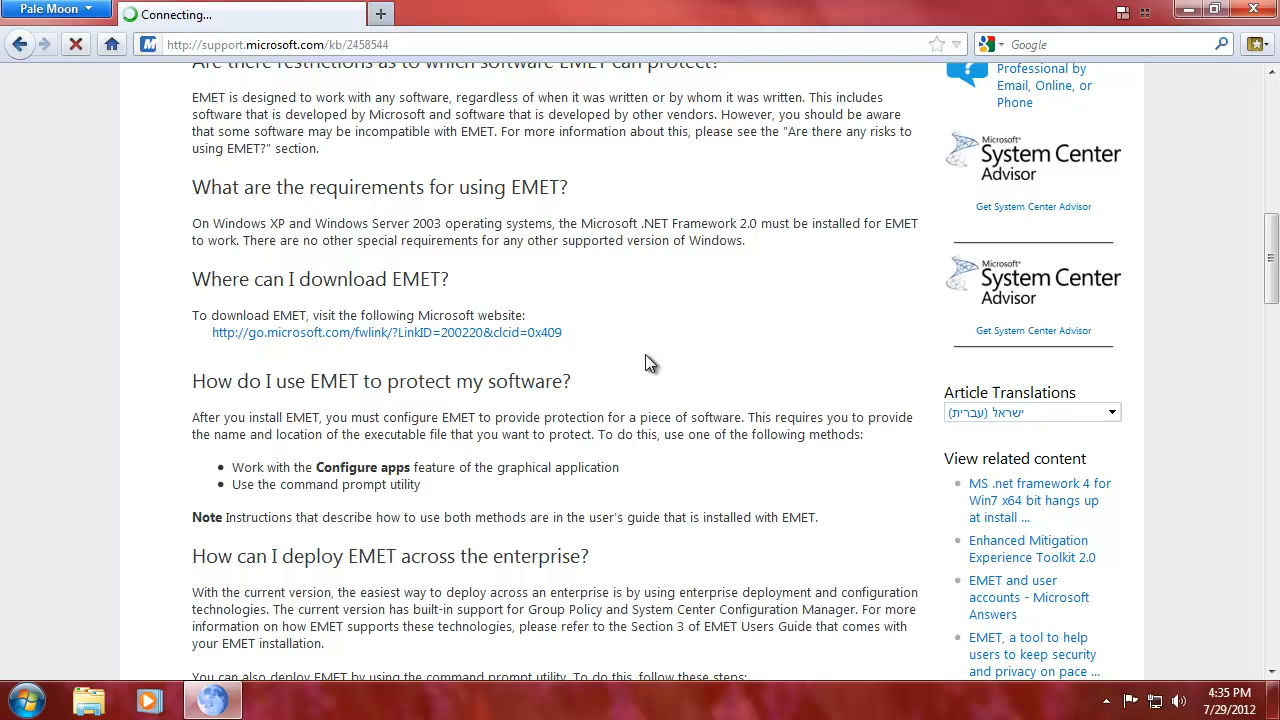 Pale Moon
Connecting...
http://support.microsoft.com/kb/2458544
Google
Are there restrictions as to which software EMET can protect?
EMET is designed to work with any software, regardless of when it was written or by whom it was written. This includes
software that is developed by Microsoft and software that is developed by other vendors. However, you should be aware
that some software may be incompatible with EMET. For more information about this, please see the "Are there any risks to
using EMET?" section.
What are the requirements for using EMET?
On Windows XP and Windows Server 2003 operating systems, the Microsoft .NET Framework 2.0 must be installed for EMET
to work. There are no other special requirements for any other supported version of Windows.
Where can I download EMET?
To download EMET, visit the following Microsoft website:
http://go.microsoft.com/fwlink/?LinkID=200220&clcid=0x409
How do I use EMET to protect my software?
After you install EMET, you must configure EMET to provide protection for a piece of software. This requires you to provide
the name and location of the executable file that you want to protect. To do this, use one of the following methods:
Work with the Configure apps feature of the graphical application
Use the command prompt utility
Note Instructions that describe how to use both methods are in the user's guide that is installed with EMET.
How can I deploy EMET across the enterprise?
With the current version, the easiest way to deploy across an enterprise is by using enterprise deployment and configuration
technologies. The current version has built-in support for Group Policy and System Center Configuration Manager. For more
information on how EMET supports these technologies, please refer to the Section 3 of EMET Users Guide that comes with
your EMET installation.
You can also deploy EMET by using the command prompt utility. To do this, follow these steps:
Professional by
Email, Online, or
Phone
Microsoft®
System Center
Advisor
Get System Center Advisor
Microsoft®
System Center
Advisor
Get System Center Advisor
Article Translations
ישראל (עברית)
View related content
MS .net framework 4 for
Win7 x64 bit hangs up
at install ...
Enhanced Mitigation
Experience Toolkit 2.0
EMET and user
accounts - Microsoft
Answers
EMET, a tool to help
users to keep security
and privacy on pace ...
4:35 PM
7/29/2012